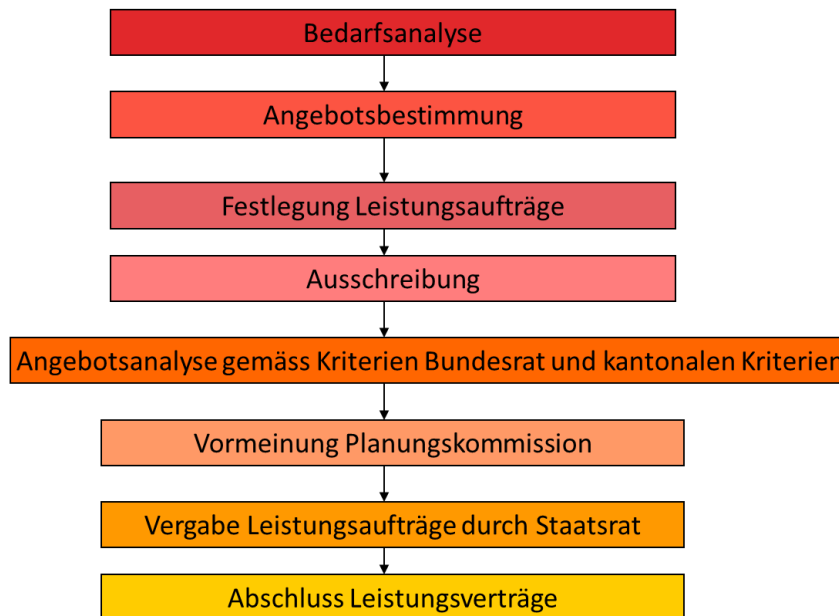 Bedarfsanalyse
Angebotsbestimmung
Festlegung Leistungsaufträge
Ausschreibung
Angebotsanalyse gemäss Kriterien Bundesrat und kantonalen Kriterien
Vormeinung Planungskommission
Vergabe Leistungsaufträge durch Staatsrat
Abschluss Leistungsverträge